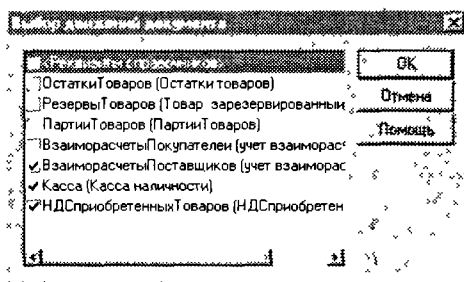 Выбор движений документа
ОстаткиТоваров (Остатки товаров)
РезервыТоваров (Товар зарезервированный
ПартииТоваров (ПартииТоваров)
ВзаиморасчетыПокупателей (учет взаиморас
ВзаиморасчетыПоставщиков (учет взаиморас
Касса (Касса наличности)
НДСприобретенныхТоваров (НДСприобретен
OK
Отмена
Помощь